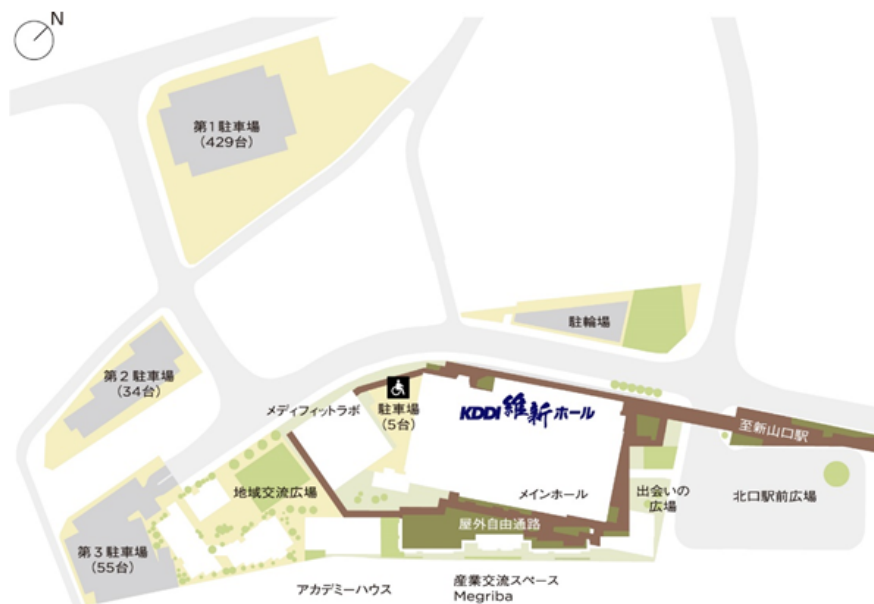 N
第1駐車場
(429台)
駐輪場
第2駐車場
(34台)
メディフィットラボ
駐車場
(5台)
KDDI 維新ホール
至新山口駅
地域交流広場
メインホール
出会いの
広場
北口駅前広場
屋外自由通路
第3駐車場
(55台)
アカデミーハウス
産業交流スペース
Megriba